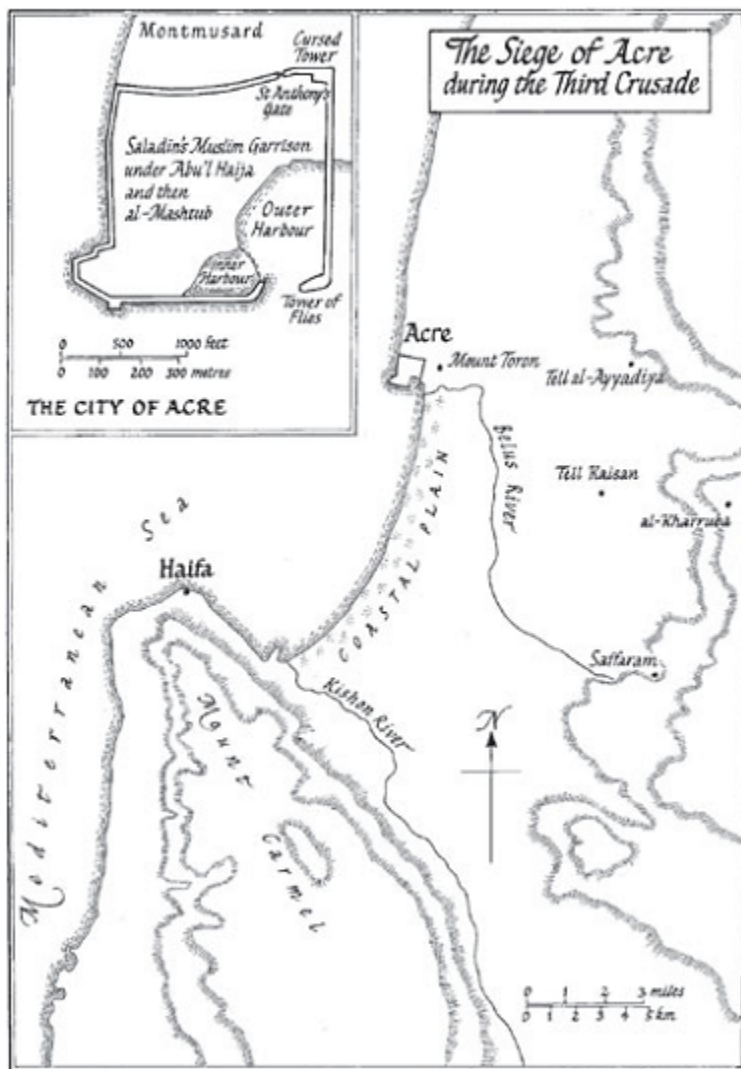 Montmusard
Cursed
Tower
St Anthony's
Gate
Saladin's Muslim Garrison
under Abu'l Haija
and then
al-Mashtub
Outer
Harbour
Inner
Harbour
Tower of
Flies
0 500 1000 feet
0 100 200 300 metres
THE CITY OF ACRE
The Siege of Acre
during the Third Crusade
Acre
Mount Toron
Tell al-Ayyadiya
Belus River
Tell Kaisan
al-Kharruba
COASTAL PLAIN
Mediterranean Sea
Haifa
Saffaram
Kishon River
Mount Carmel
N
0 1 2 3 miles
0 1 2 3 4 5 km